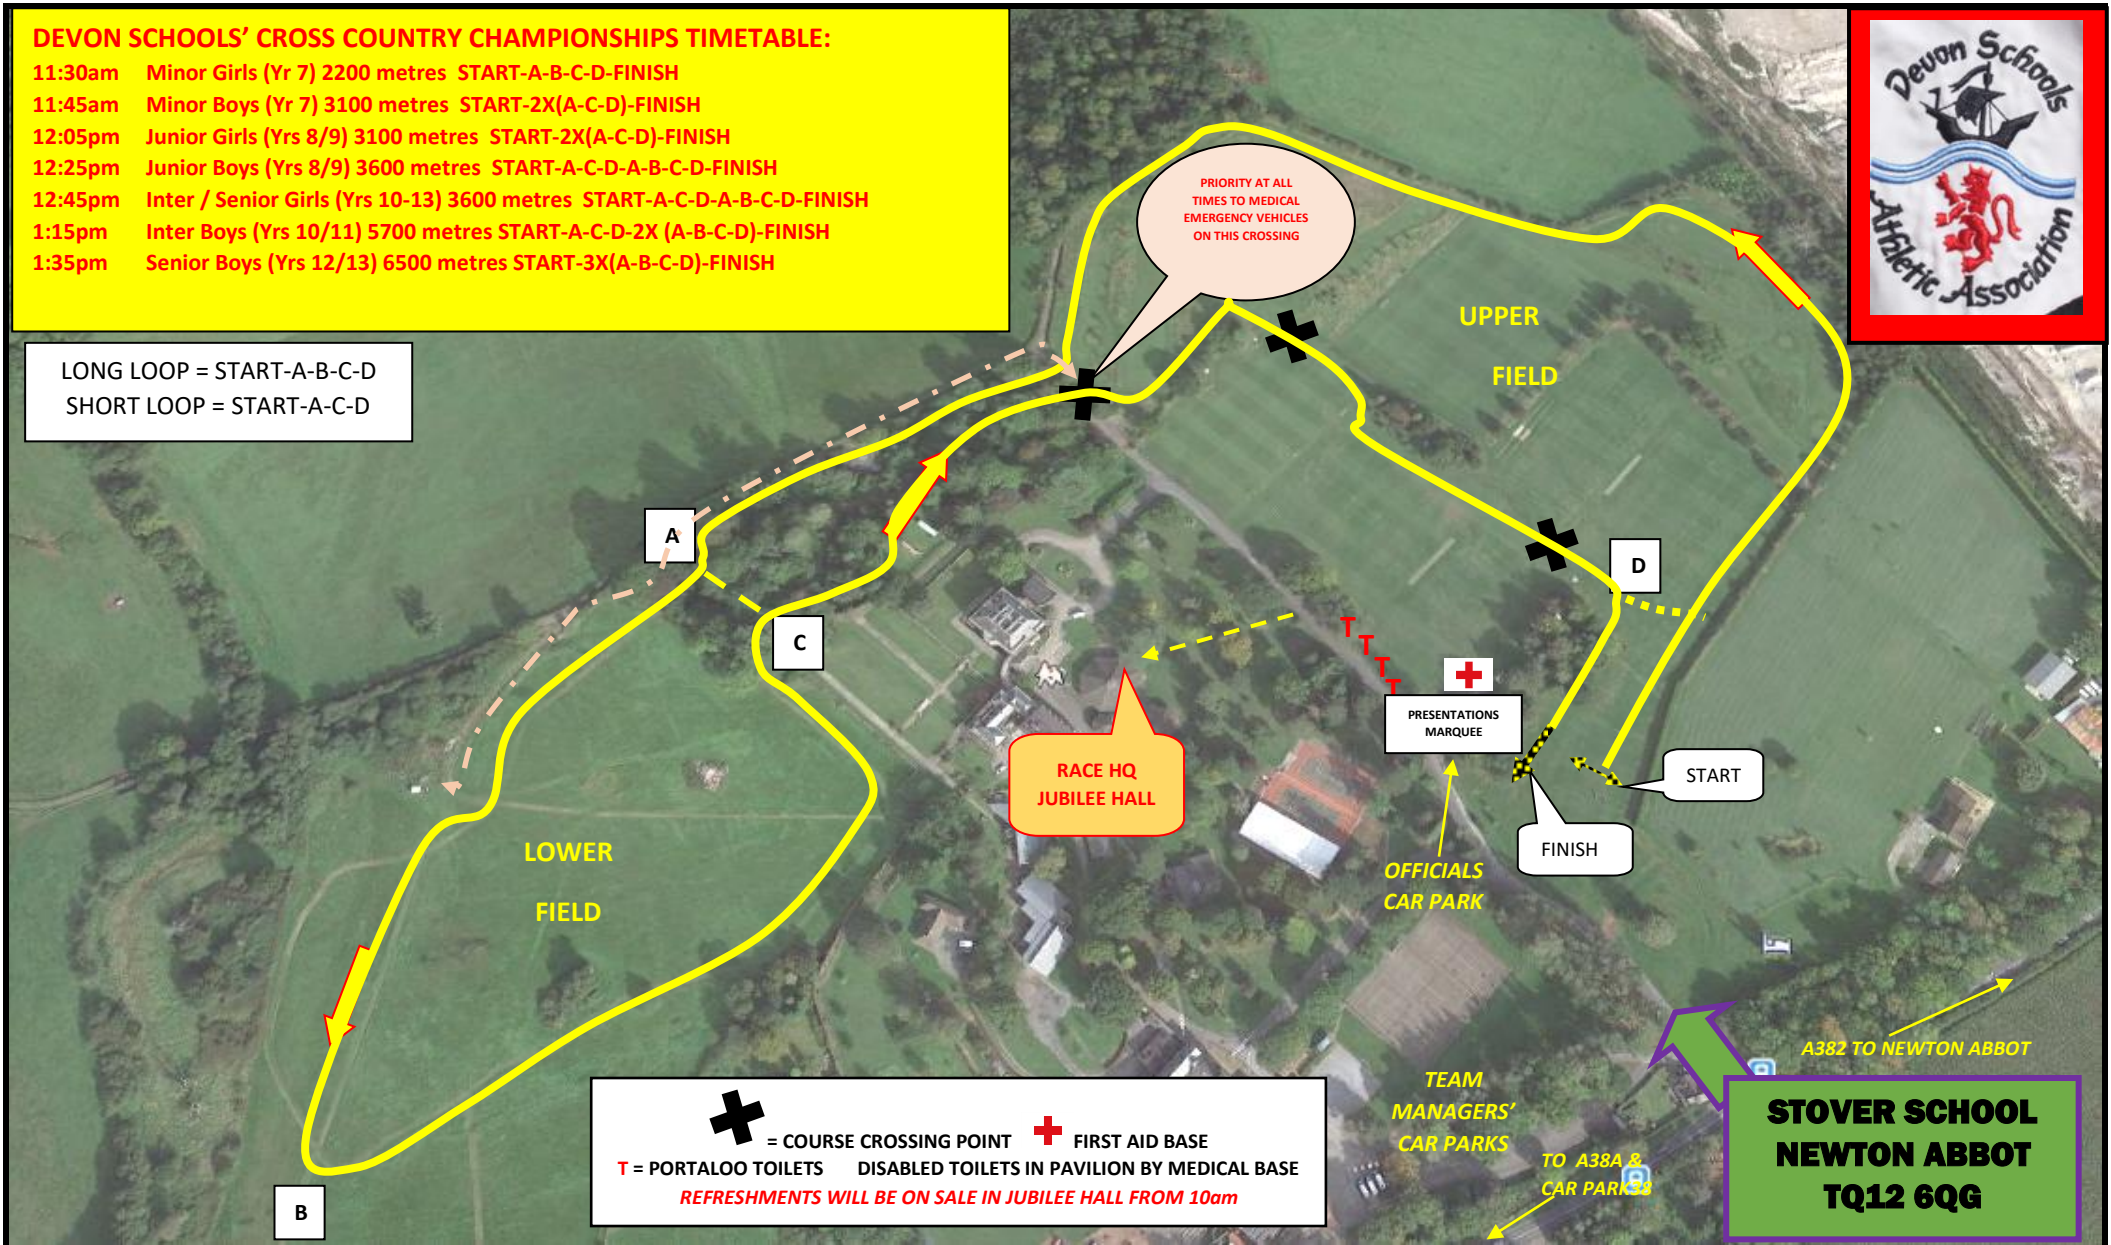 DEVON SCHOOLS’ CROSS COUNTRY CHAMPIONSHIPS TIMETABLE:
11:30am Minor Girls (Yr 7) 2200 metres START-A-B-C-D-FINISH
11:45am Minor Boys (Yr 7) 3100 metres START-2X(A-C-D)-FINISH
12:05pm Junior Girls (Yrs 8/9) 3100 metres START-2X(A-C-D)-FINISH
12:25pm Junior Boys (Yrs 8/9) 3600 metres START-A-C-D-A-B-C-D-FINISH
12:45pm Inter / Senior Girls (Yrs 10-13) 3600 metres START-A-C-D-A-B-C-D-FINISH
1:15pm Inter Boys (Yrs 10/11) 5700 metres START-A-C-D-2X (A-B-C-D)-FINISH
1:35pm Senior Boys (Yrs 12/13) 6500 metres START-3X(A-B-C-D)-FINISH
Devon Schools
Athletic Association
LONG LOOP = START-A-B-C-D
SHORT LOOP = START-A-C-D
PRIORITY AT ALL
TIMES TO MEDICAL
EMERGENCY VEHICLES
ON THIS CROSSING
UPPER
FIELD
A
D
C
T
T
T
T
PRESENTATIONS
MARQUEE
RACE HQ
JUBILEE HALL
START
FINISH
LOWER
FIELD
OFFICIALS
CAR PARK
A382 TO NEWTON ABBOT
TEAM
MANAGERS’
CAR PARKS
TO A38A &
CAR PARK38
STOVER SCHOOL
NEWTON ABBOT
TQ12 6QG
= COURSE CROSSING POINT FIRST AID BASE
T = PORTALOO TOILETS DISABLED TOILETS IN PAVILION BY MEDICAL BASE
REFRESHMENTS WILL BE ON SALE IN JUBILEE HALL FROM 10am
B